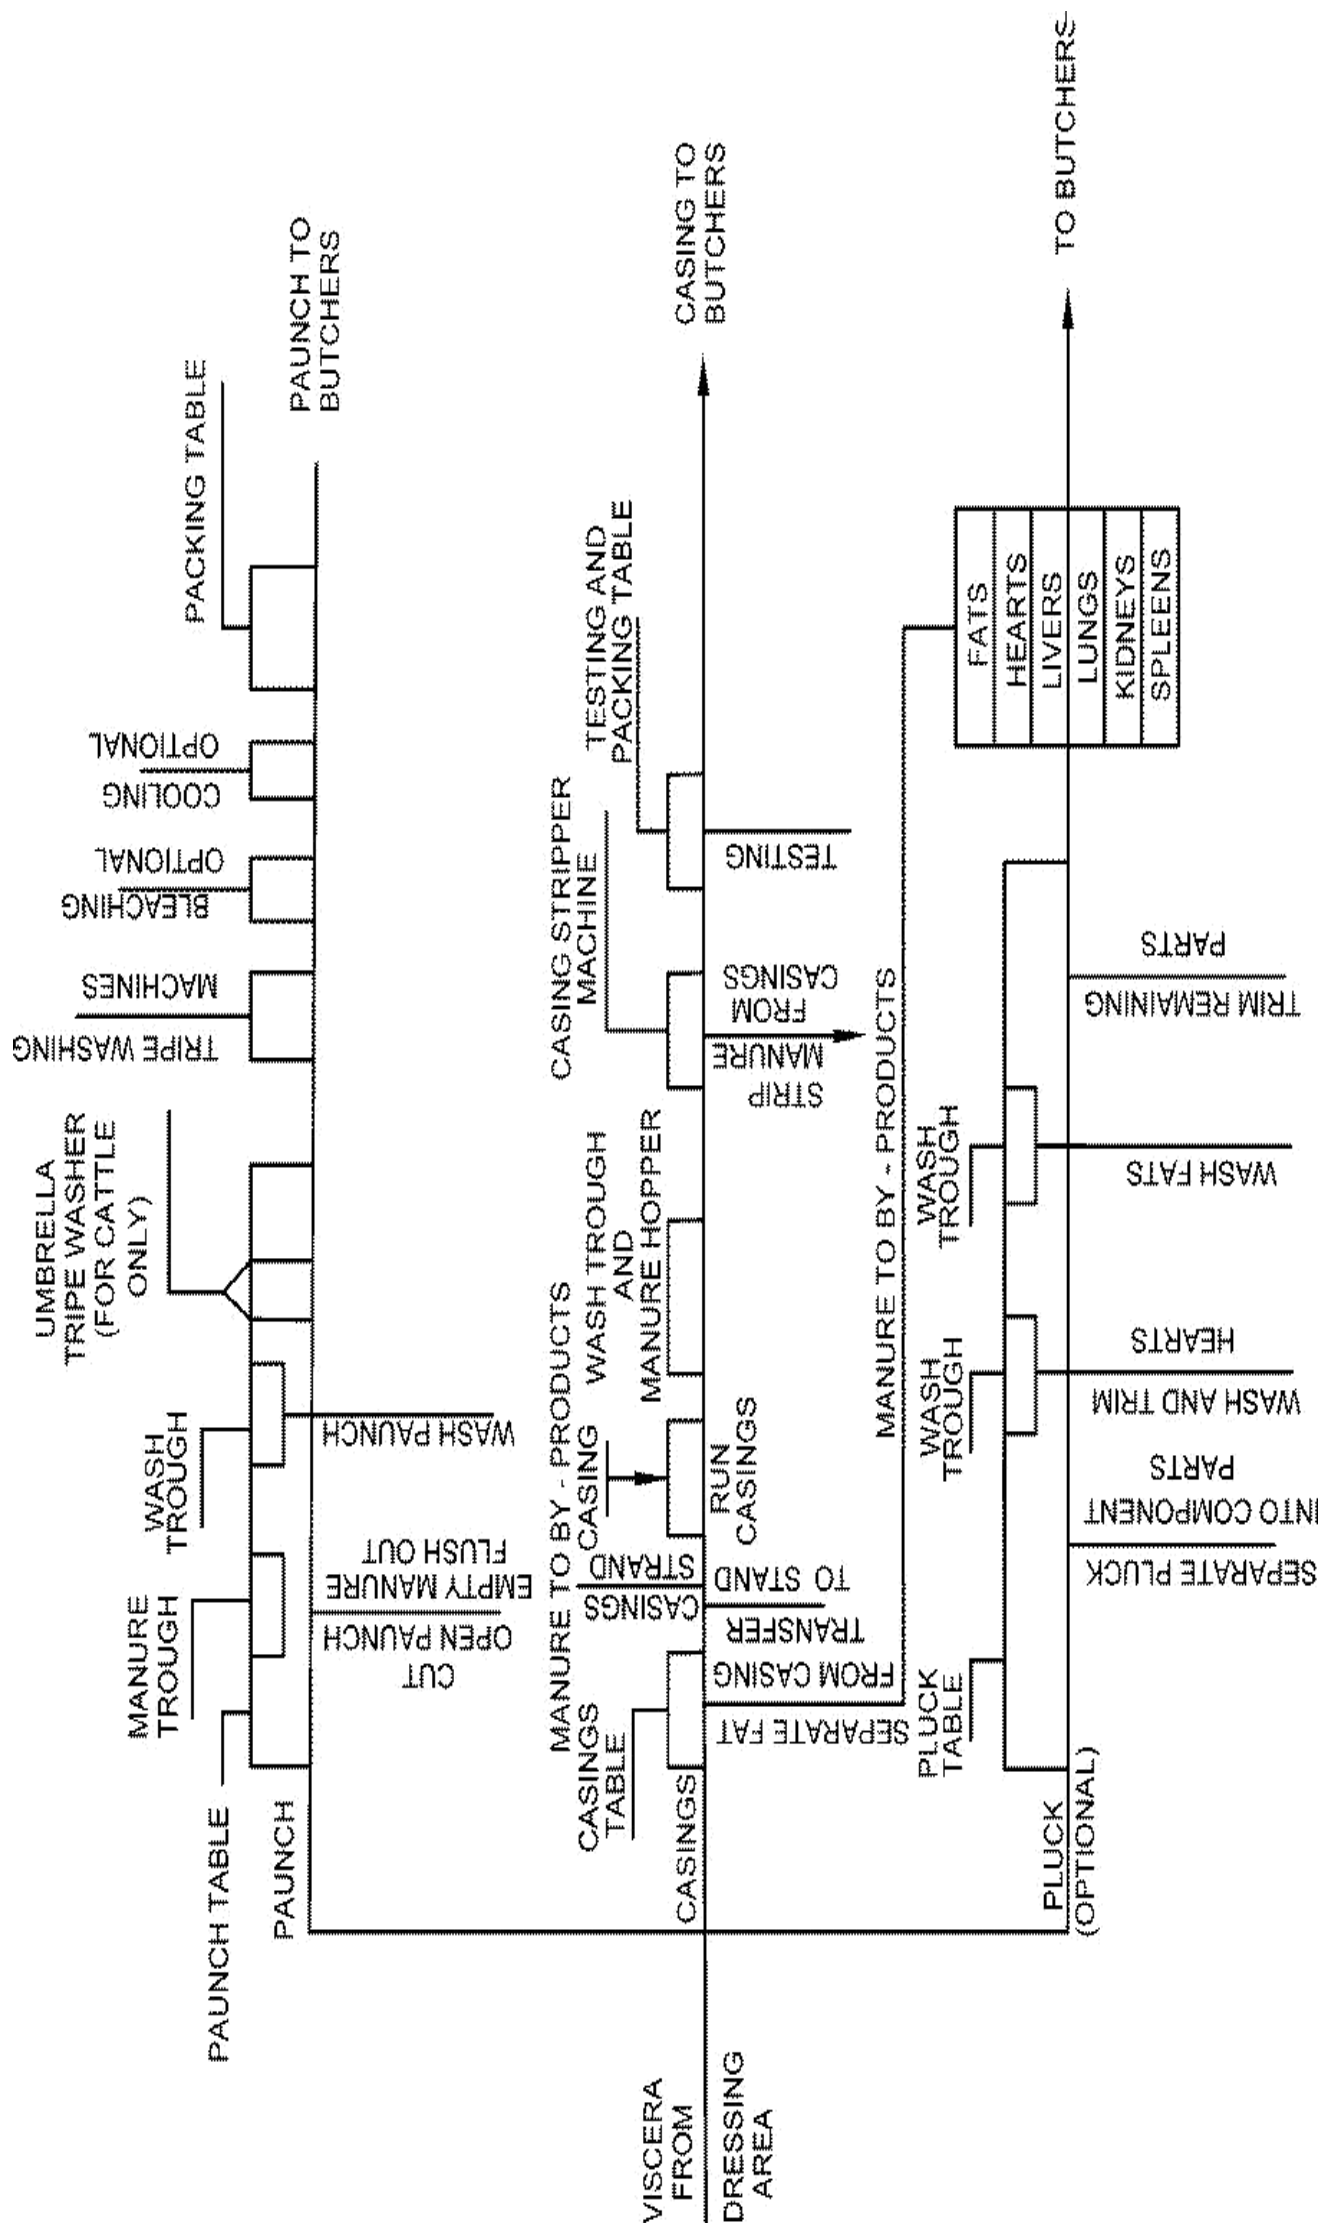 PACKING TABLE
PAUNCH TO
BUTCHERS
OPTIONAL
COOLING
OPTIONAL
BLEACHING
MACHINES
TRIPE WASHING
UMBRELLA
TRIPE WASHER
(FOR CATTLE
ONLY)
WASH
TROUGH
WASH PAUNCH
MANURE
TROUGH
FLUSH OUT
EMPTY MANURE
OPEN PAUNCH
CUT
PAUNCH TABLE
PAUNCH
CASING TO
BUTCHERS
TESTING AND
PACKING TABLE
TESTING
CASING STRIPPER
MACHINE
CASINGS
FROM
MANURE
STRIP
WASH TROUGH
AND
MANURE HOPPER
MANURE TO BY - PRODUCTS
CASING
RUN
CASINGS
STRAND
CASINGS
TO STAND
TRANSFER
FROM CASING
SEPARATE FAT
CASINGS
TABLE
CASINGS
VISCERA
FROM
DRESSING
AREA
MANURE TO BY - PRODUCTS
TO BUTCHERS
FATS
HEARTS
LIVERS
LUNGS
KIDNEYS
SPLEENS
PARTS
TRIM REMAINING
WASH
TROUGH
WASH FATS
WASH
TROUGH
HEARTS
WASH AND TRIM
PARTS
INTO COMPONENT
SEPARATE PLUCK
PLUCK
TABLE
PLUCK
(OPTIONAL)